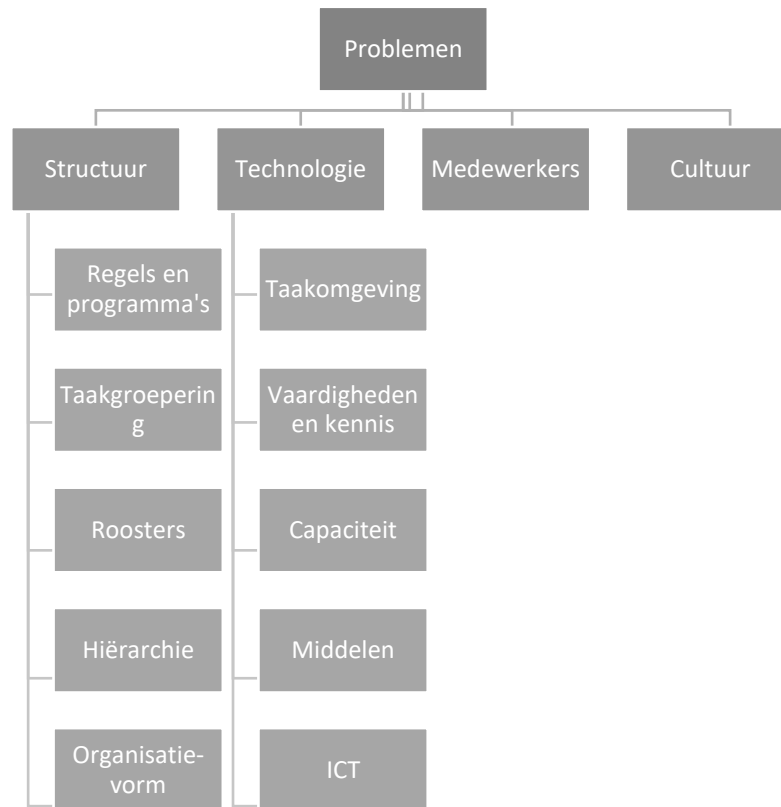 Problemen
Structuur
Technologie
Medewerkers
Cultuur
Regels en
programma's
Taakomgeving
Taakgroeperin
g
Vaardigheden
en kennis
Roosters
Capaciteit
Hiërarchie
Middelen
Organisatie-
vorm
ICT